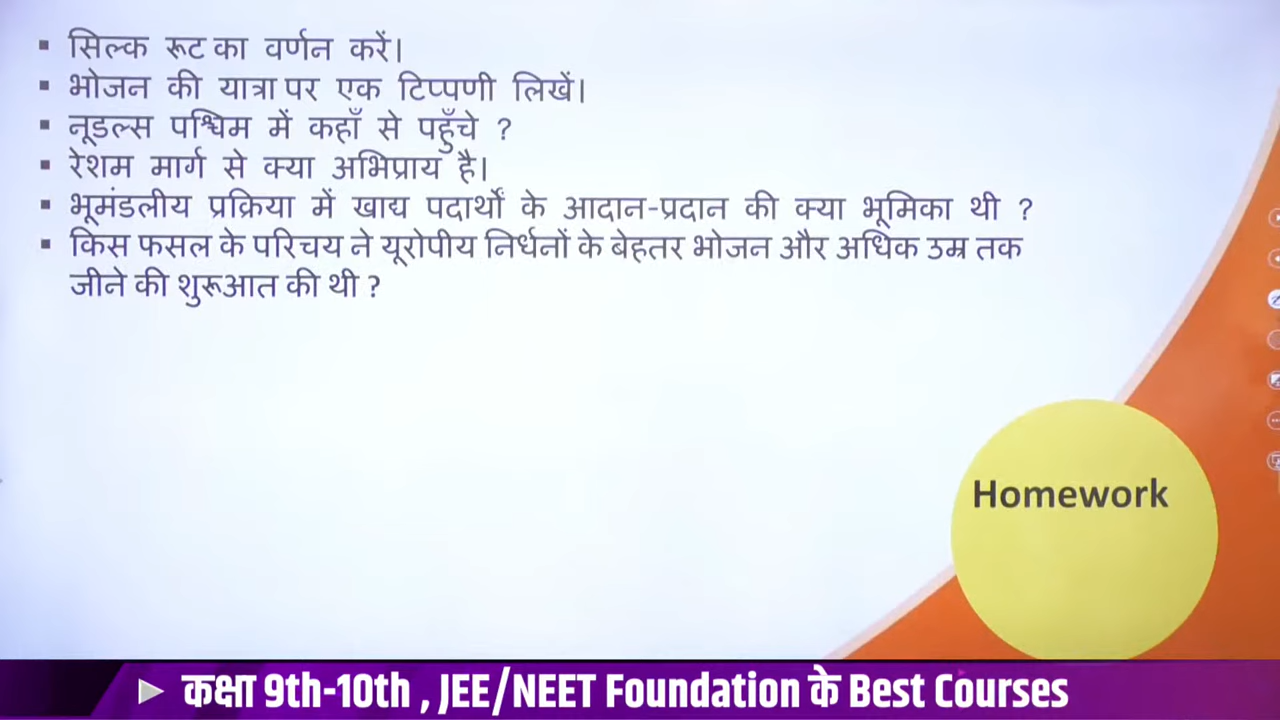 ▪ सिल्क रूट का वर्णन करें।
▪ भोजन की यात्रा पर एक टिप्पणी लिखें।
▪ नूडल्स पश्चिम में कहाँ से पहुँचे ?
▪ रेशम मार्ग से क्या अभिप्राय है।
▪ भूमंडलीय प्रक्रिया में खाद्य पदार्थों के आदान-प्रदान की क्या भूमिका थी ?
▪ किस फसल के परिचय ने यूरोपीय निर्धनों के बेहतर भोजन और अधिक उम्र तक
जीने की शुरूआत की थी ?
Homework
कक्षा 9th-10th , JEE/NEET Foundation के Best Courses